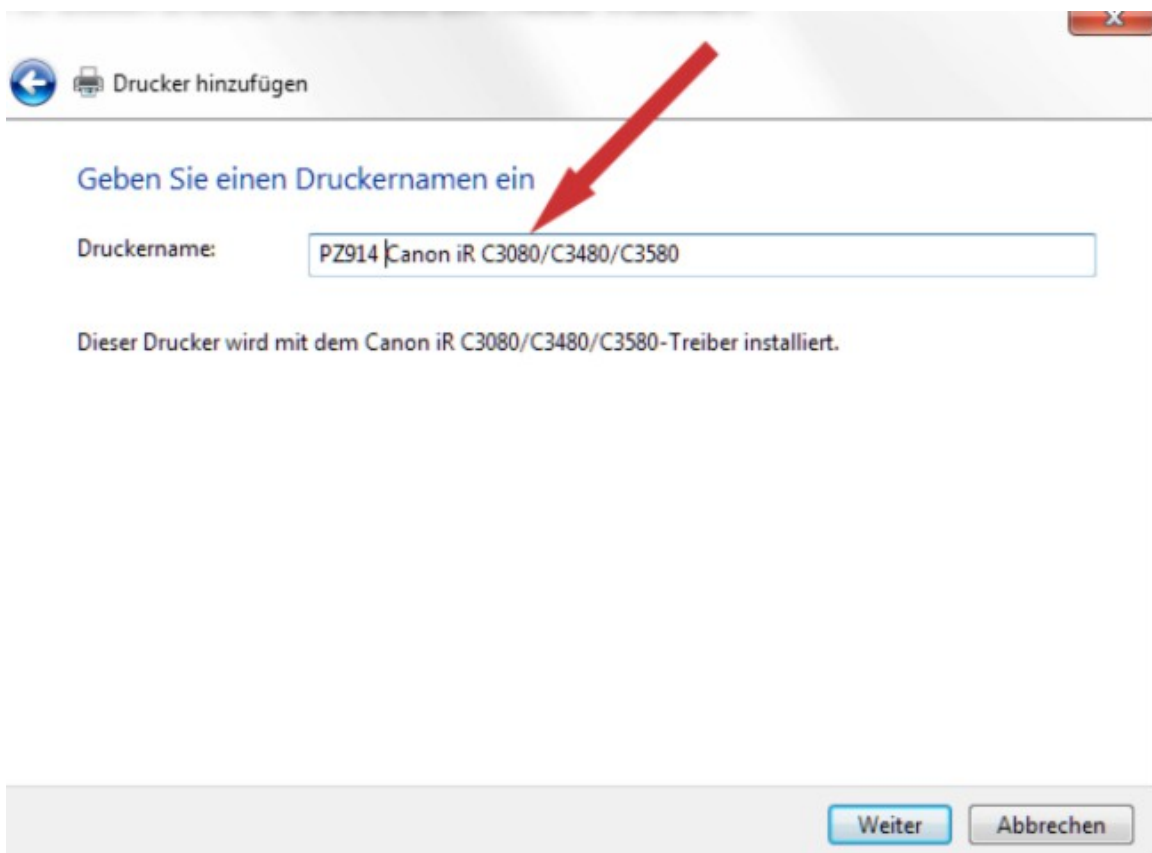 Drucker hinzufügen
Geben Sie einen Druckernamen ein
Druckername: PZ914 Canon iR C3080/C3480/C3580
Dieser Drucker wird mit dem Canon iR C3080/C3480/C3580-Treiber installiert.
Weiter Abbrechen